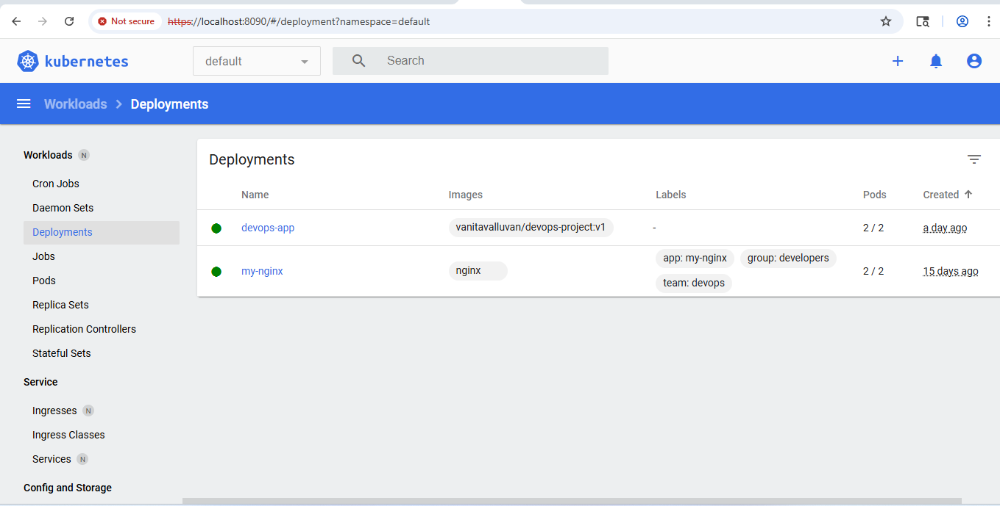 Not secure https://localhost:8090/#/deployment?namespace=default
kubernetes default Search
Workloads Deployments
Workloads N
Cron Jobs
Daemon Sets
Deployments
Jobs
Pods
Replica Sets
Replication Controllers
Stateful Sets
Service
Ingresses N
Ingress Classes
Services N
Config and Storage
Deployments
Name Images Labels Pods Created
devops-app vanitavalluvan/devops-project:v1 - 2 / 2 a day ago
my-nginx nginx app: my-nginx group: developers team: devops 2 / 2 15 days ago